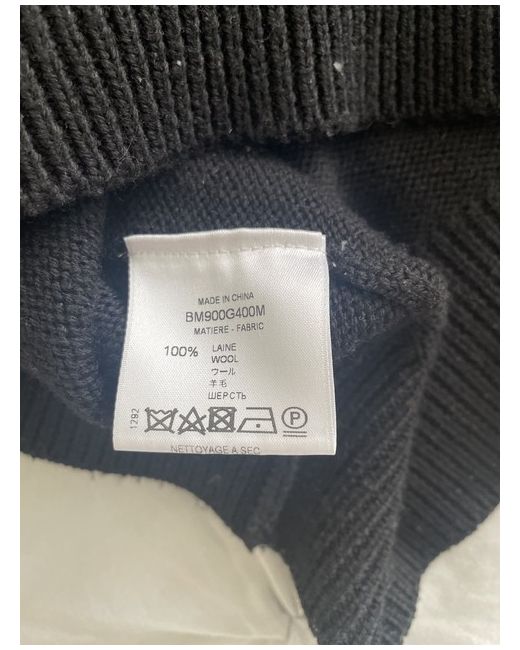 MADE IN CHINA
BM900G400M
MATIERE - FABRIC
100% LAINE
WOOL
ウール
羊毛
ШЕРСТЬ
1292
P
NETTOYAGE A SEC